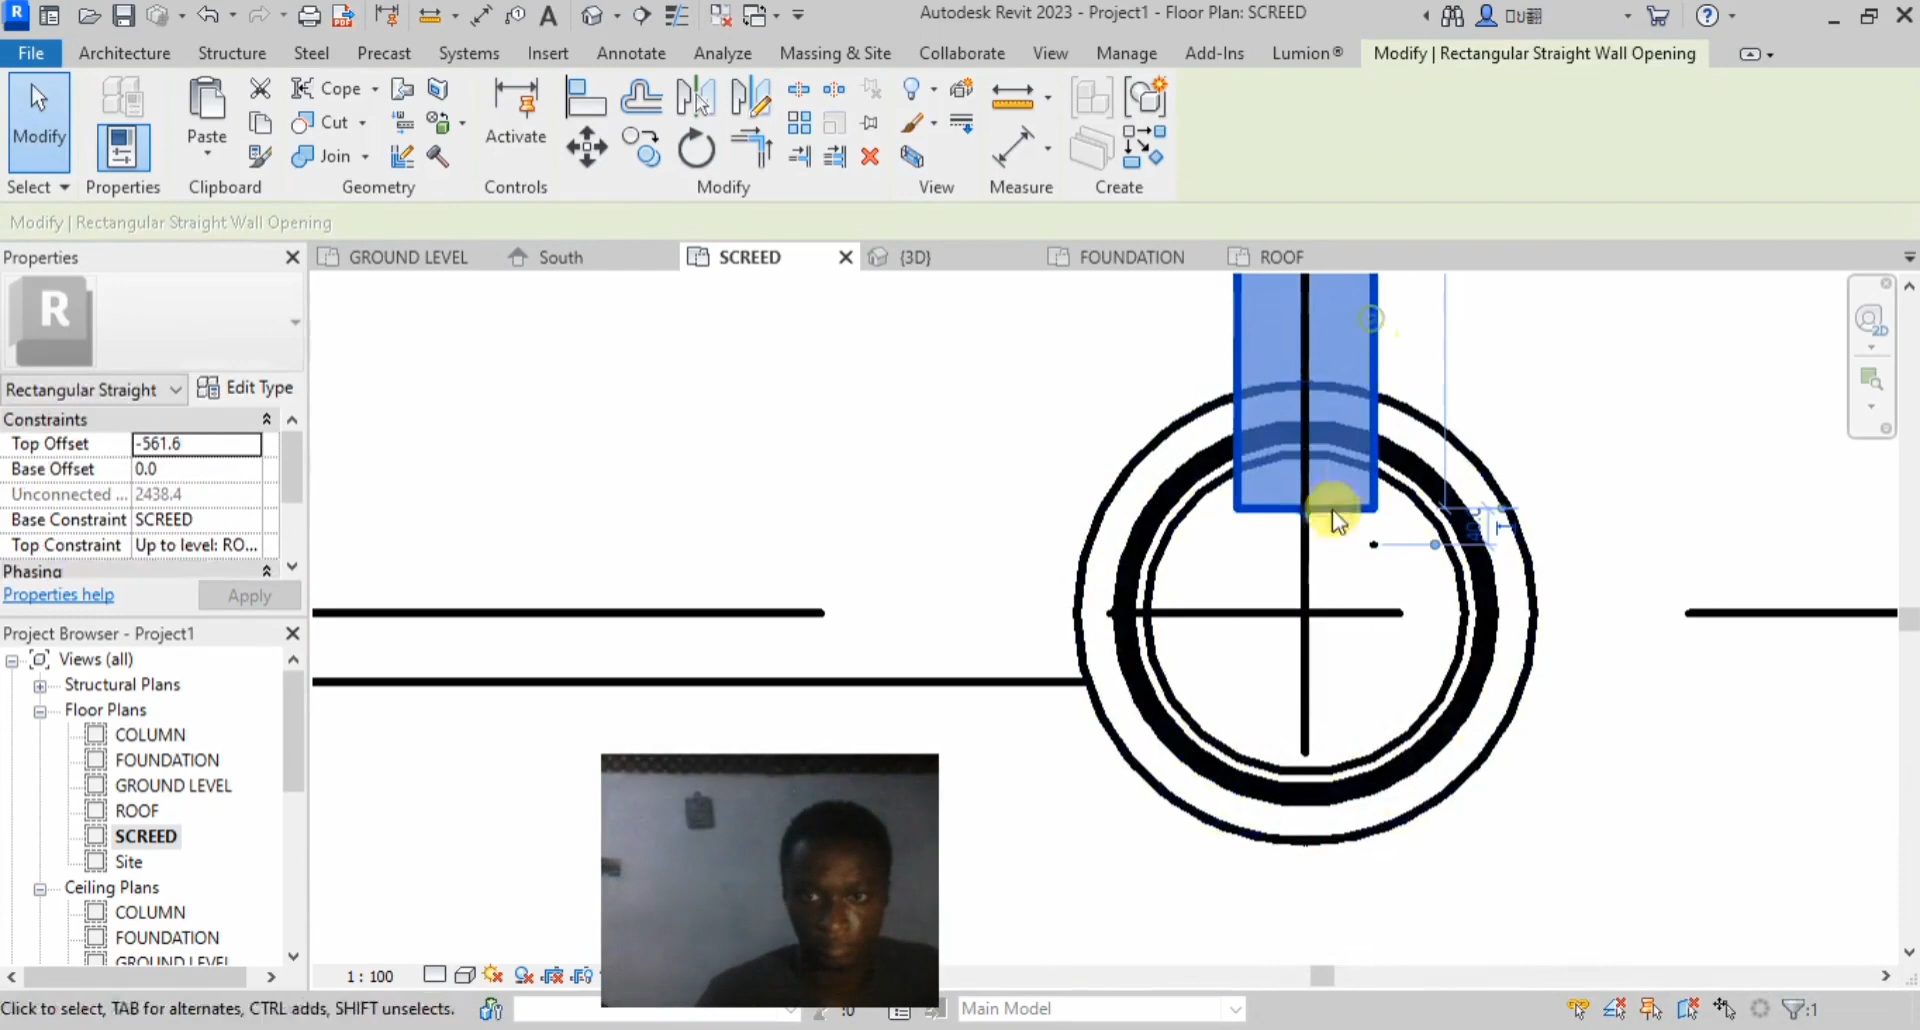 Autodesk Revit 2023 - Project1 - Floor Plan: SCREED
File Architecture Structure Steel Precast Systems Insert Annotate Analyze Massing & Site Collaborate View Manage Add-Ins Lumion® Modify | Rectangular Straight Wall Opening
Modify Paste Cope Cut Join Activate
Select Properties Clipboard Geometry Controls Modify View Measure Create
Modify | Rectangular Straight Wall Opening
Properties GROUND LEVEL South SCREED {3D} FOUNDATION ROOF
R
Rectangular Straight Edit Type
Constraints
Top Offset -561.6
Base Offset 0.0
Unconnected ... 2438.4
Base Constraint SCREED
Top Constraint Up to level: RO...
Phasing
Properties help Apply
Project Browser - Project1
Views (all)
Structural Plans
Floor Plans
COLUMN
FOUNDATION
GROUND LEVEL
ROOF
SCREED
Site
Ceiling Plans
COLUMN
FOUNDATION
GROUND LEVEL
1 : 100
Click to select, TAB for alternates, CTRL adds, SHIFT unselects. :0 Main Model :1